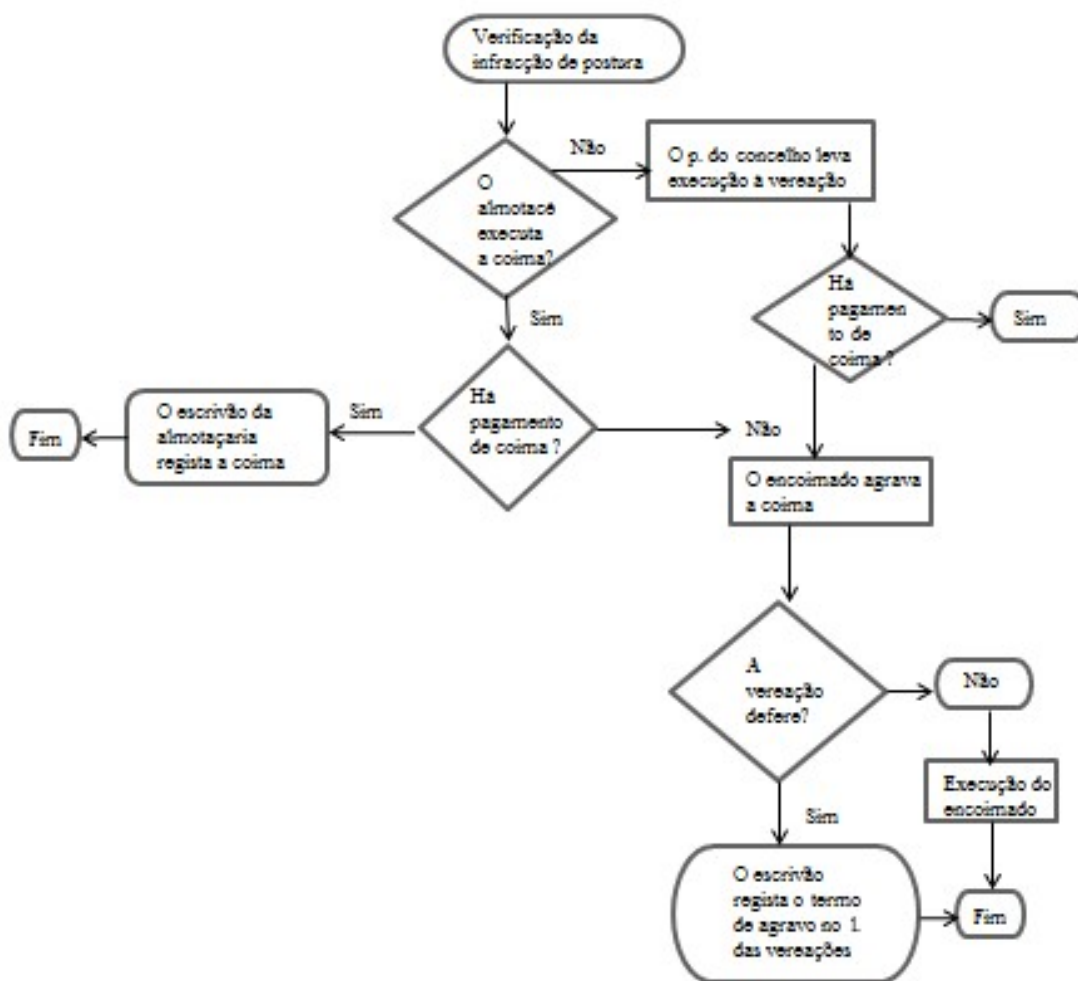 Verificação da
infracção de postura
Não
O p. do concelho leva
execução à vereação
O
almotacé
executa
a coima?
Há
pagamen
to de
coima ?
Sim
Sim
Há
pagamento
de coima ?
Sim
O escrivão da
almotaçaria
regista a coima
Fim
Não
O encoimado agrava
a coima
A
vereação
defere?
Não
Execução do
encoimado
Sim
O escrivão
regista o termo
de agravo no l.
das vereações
Fim